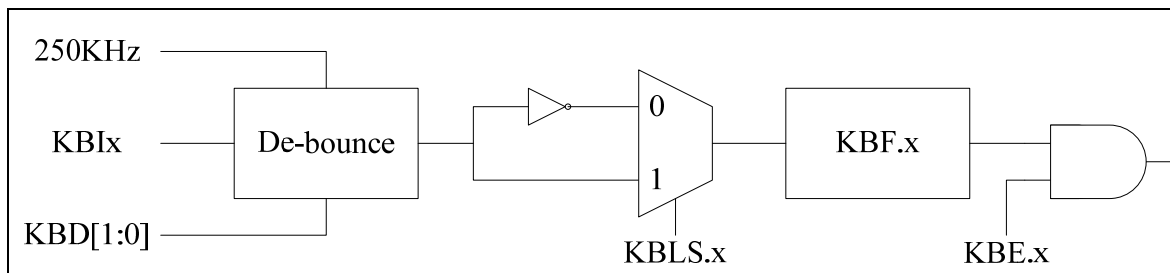 250KHz
KBIx
De-bounce
KBD[1:0]
0
1
KBLS.x
KBF.x
KBE.x